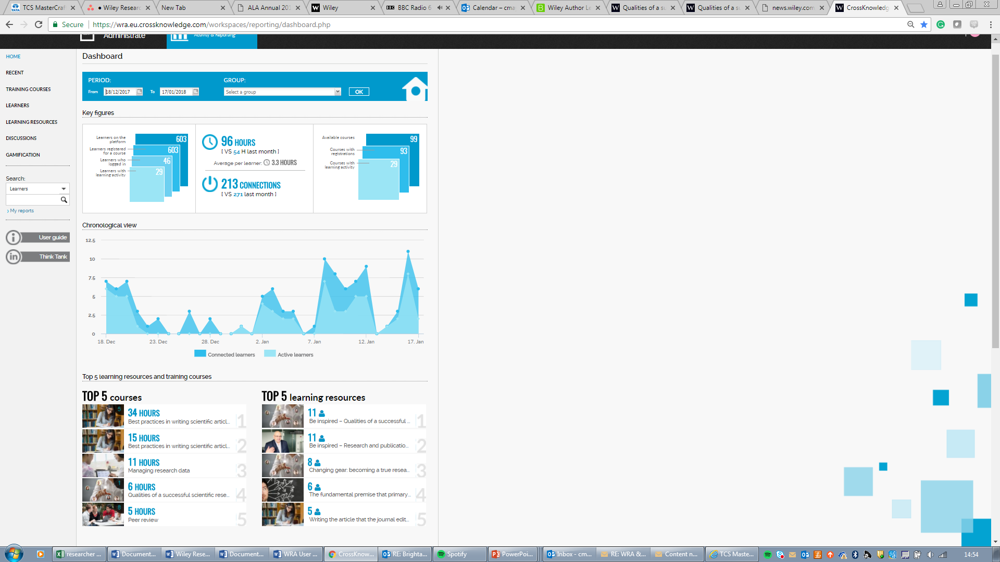 TCS MasterCraf
• Wiley Researc
New Tab
ALA Annual 201
Wiley
BBC Radio 6
Calendar – cma
Wiley Author Le
Qualities of a su
Qualities of a su
news.wiley.com
CrossKnowledg
Secure
https://wra.eu.crossknowledge.com/workspaces/reporting/dashboard.php
Administrate
Activity & Reporting
HOME
RECENT
TRAINING COURSES
LEARNERS
LEARNING RESOURCES
DISCUSSIONS
GAMIFICATION
Search:
Learners
My reports
User guide
Think Tank
Dashboard
PERIOD:
From 18/12/2017 To 17/01/2018
GROUP:
Select a group
OK
Key figures
Learners on the platform
603
Learners registered for a course
603
Learners who logged in
46
Learners with learning activity
29
96 HOURS
[ VS 54 H last month ]
Average per learner: 3.3 HOURS
213 CONNECTIONS
[ VS 271 last month ]
Available courses
99
Courses with registrations
93
Courses with learning activity
29
Chronological view
12.5
10
7.5
5
2.5
0
18. Dec 23. Dec 28. Dec 2. Jan 7. Jan 12. Jan 17. Jan
Connected learners Active learners
Top 5 learning resources and training courses
TOP 5 courses
34 HOURS
Best practices in writing scientific articl...
1
15 HOURS
Best practices in writing scientific articl...
2
11 HOURS
Managing research data
3
6 HOURS
Qualities of a successful scientific rese...
4
5 HOURS
Peer review
5
TOP 5 learning resources
11
Be inspired – Qualities of a successful ...
1
11
Be inspired – Research and publicatio...
2
8
Changing gear: becoming a true resea...
3
6
The fundamental premise that primary...
4
5
Writing the article that the journal edit...
5
researcher ...
Document...
Wiley Rese...
Document...
WRA User ...
CrossKnow...
RE: Brighta...
Spotify
PowerPoi...
Inbox - cm...
RE: WRA &...
Content n...
TCS Maste...
14:54